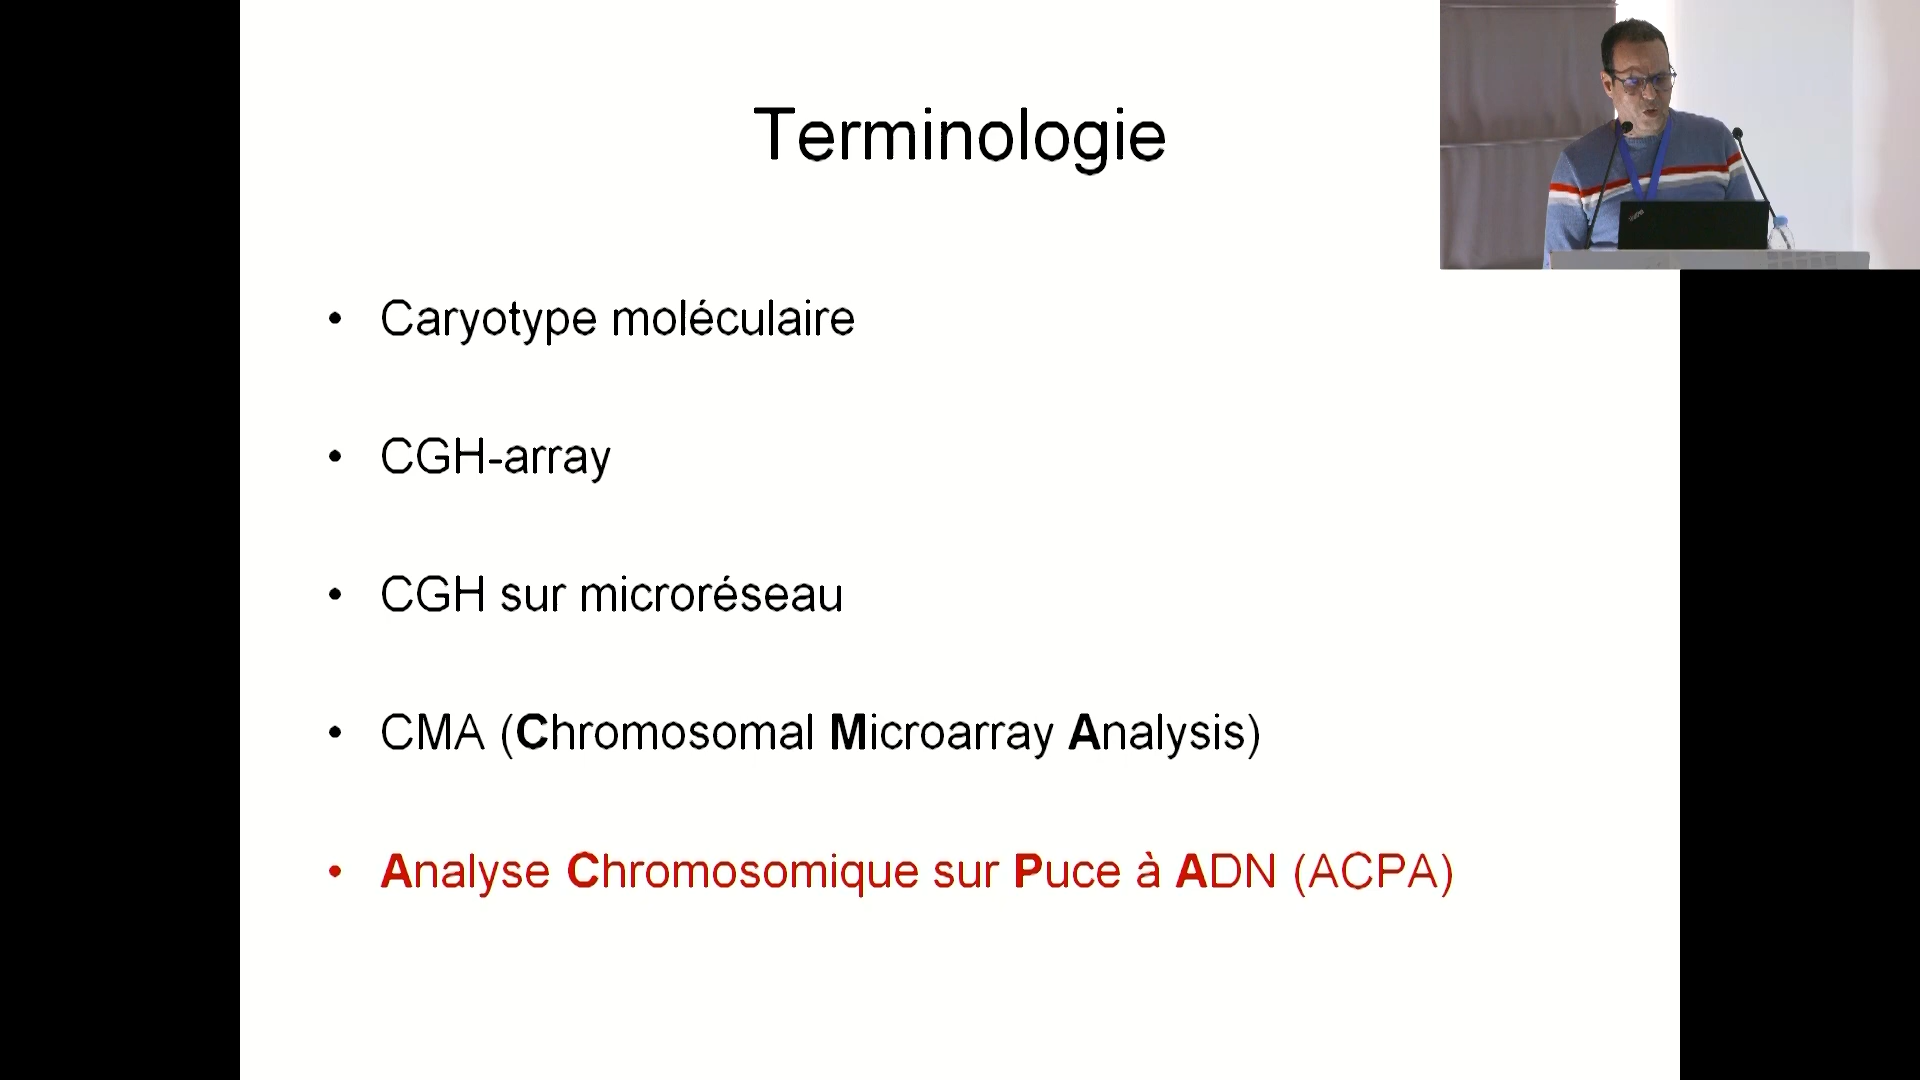 Terminologie
• Caryotype moléculaire
• CGH-array
• CGH sur microréseau
• CMA (Chromosomal Microarray Analysis)
• Analyse Chromosomique sur Puce à ADN (ACPA)